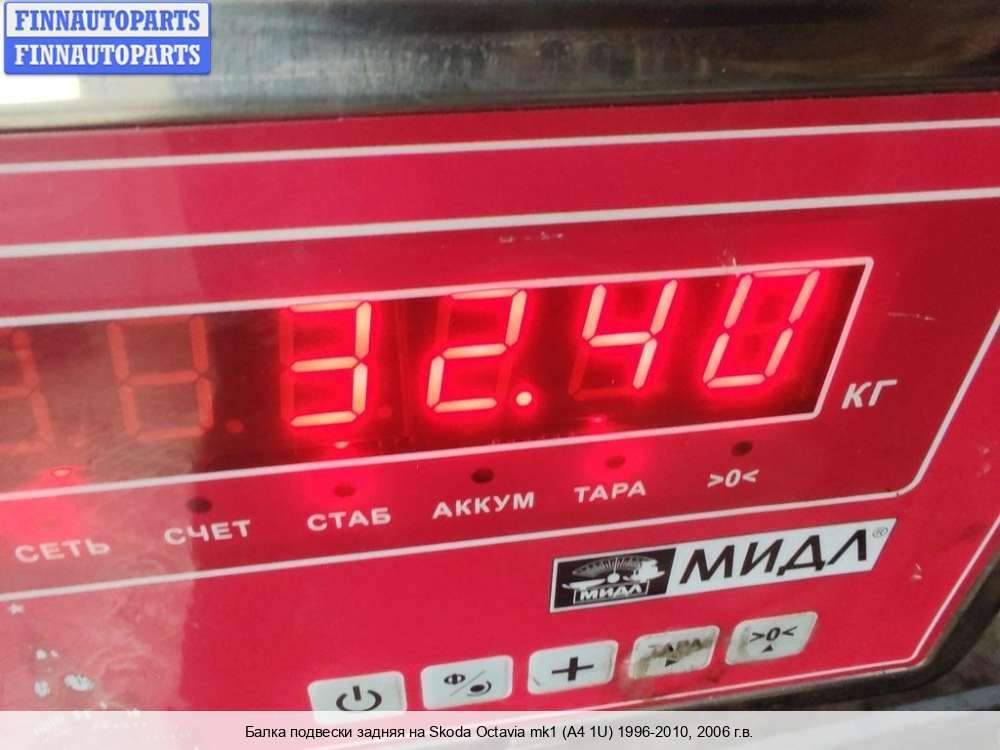 FINNAUTOPARTS
FINNAUTOPARTS
32.40
КГ
СЕТЬ СЧЕТ СТАБ АККУМ ТАРА >0<
МИДЛ МИДЛ®
Ф + ТАРА >0<
Балка подвески задняя на Skoda Octavia mk1 (A4 1U) 1996-2010, 2006 г.в.